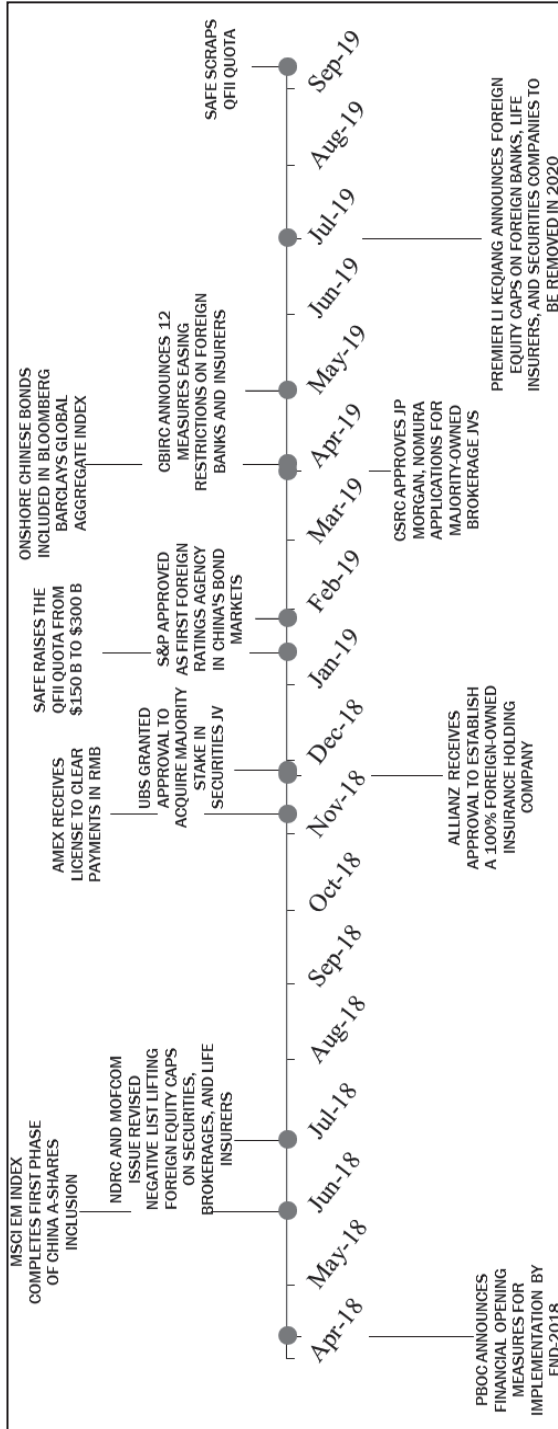 MSCI EM INDEX
COMPLETES FIRST PHASE
OF CHINA A-SHARES
INCLUSION
NDRC AND MOFCOM
ISSUE REVISED
NEGATIVE LIST LIFTING
FOREIGN EQUITY CAPS
ON SECURITIES,
BROKERAGES, AND LIFE
INSURERS
AMEX RECEIVES
LICENSE TO CLEAR
PAYMENTS IN RMB
UBS GRANTED
APPROVAL TO
ACQUIRE MAJORITY
STAKE IN
SECURITIES JV
SAFE RAISES THE
QFII QUOTA FROM
$150 B TO $300 B
S&P APPROVED
AS FIRST FOREIGN
RATINGS AGENCY
IN CHINA'S BOND
MARKETS
ONSHORE CHINESE BONDS
INCLUDED IN BLOOMBERG
BARCLAYS GLOBAL
AGGREGATE INDEX
CBIRC ANNOUNCES 12
MEASURES EASING
RESTRICTIONS ON FOREIGN
BANKS AND INSURERS
SAFE SCRAPS
QFII QUOTA
Apr-18
May-18
Jun-18
Jul-18
Aug-18
Sep-18
Oct-18
Nov-18
Dec-18
Jan-19
Feb-19
Mar-19
Apr-19
May-19
Jun-19
Jul-19
Aug-19
Sep-19
PBOC ANNOUNCES
FINANCIAL OPENING
MEASURES FOR
IMPLEMENTATION BY
END-2018
ALLIANZ RECEIVES
APPROVAL TO ESTABLISH
A 100% FOREIGN-OWNED
INSURANCE HOLDING
COMPANY
CSRC APPROVES JP
MORGAN, NOMURA
APPLICATIONS FOR
MAJORITY-OWNED
BROKERAGE JVS
PREMIER LI KEQIANG ANNOUNCES FOREIGN
EQUITY CAPS ON FOREIGN BANKS, LIFE
INSURERS, AND SECURITIES COMPANIES TO
BE REMOVED IN 2020